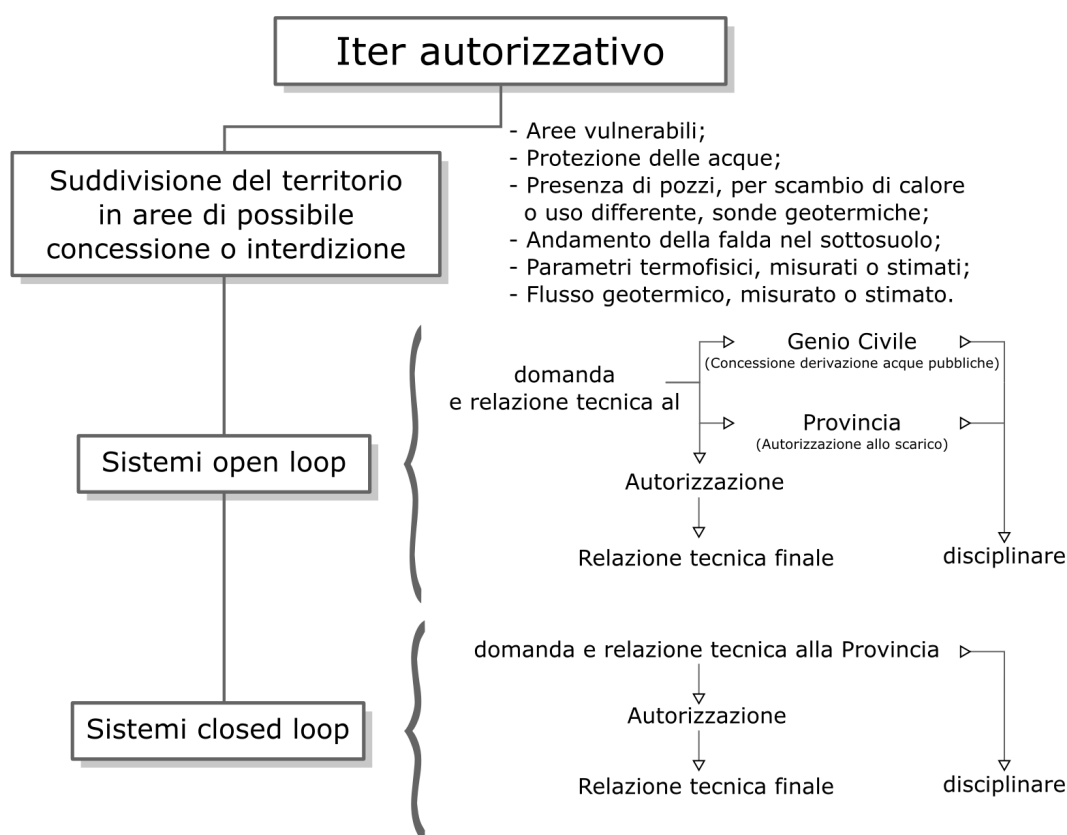 Iter autorizzativo
Suddivisione del territorio
in aree di possibile
concessione o interdizione
- Aree vulnerabili;
- Protezione delle acque;
- Presenza di pozzi, per scambio di calore
o uso differente, sonde geotermiche;
- Andamento della falda nel sottosuolo;
- Parametri termofisici, misurati o stimati;
- Flusso geotermico, misurato o stimato.
Sistemi open loop
domanda
e relazione tecnica al
Genio Civile
(Concessione derivazione acque pubbliche)
Provincia
(Autorizzazione allo scarico)
Autorizzazione
Relazione tecnica finale
disciplinare
Sistemi closed loop
domanda e relazione tecnica alla Provincia
Autorizzazione
Relazione tecnica finale
disciplinare